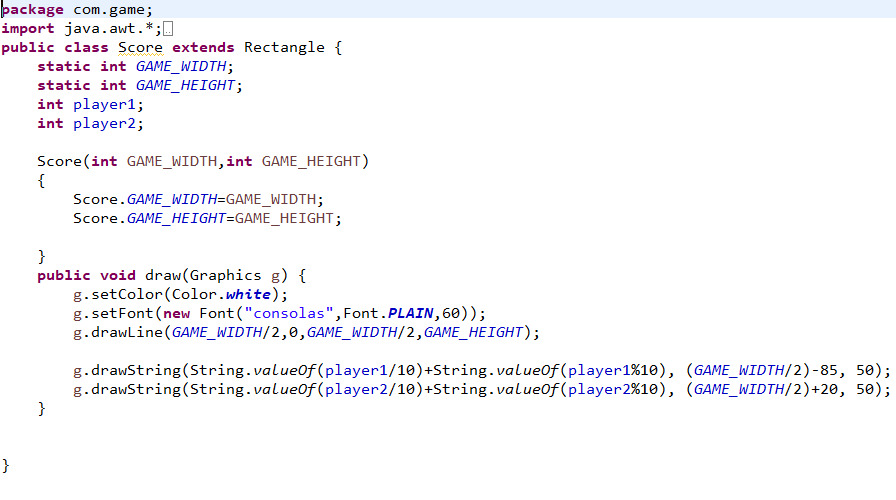 package com.game;
import java.awt.*;
public class Score extends Rectangle {
    static int GAME_WIDTH;
    static int GAME_HEIGHT;
    int player1;
    int player2;

    Score(int GAME_WIDTH,int GAME_HEIGHT)
    {
        Score.GAME_WIDTH=GAME_WIDTH;
        Score.GAME_HEIGHT=GAME_HEIGHT;

    }
    public void draw(Graphics g) {
        g.setColor(Color.white);
        g.setFont(new Font("consolas",Font.PLAIN,60));
        g.drawLine(GAME_WIDTH/2,0,GAME_WIDTH/2,GAME_HEIGHT);

        g.drawString(String.valueOf(player1/10)+String.valueOf(player1%10), (GAME_WIDTH/2)-85, 50);
        g.drawString(String.valueOf(player2/10)+String.valueOf(player2%10), (GAME_WIDTH/2)+20, 50);
    }


}